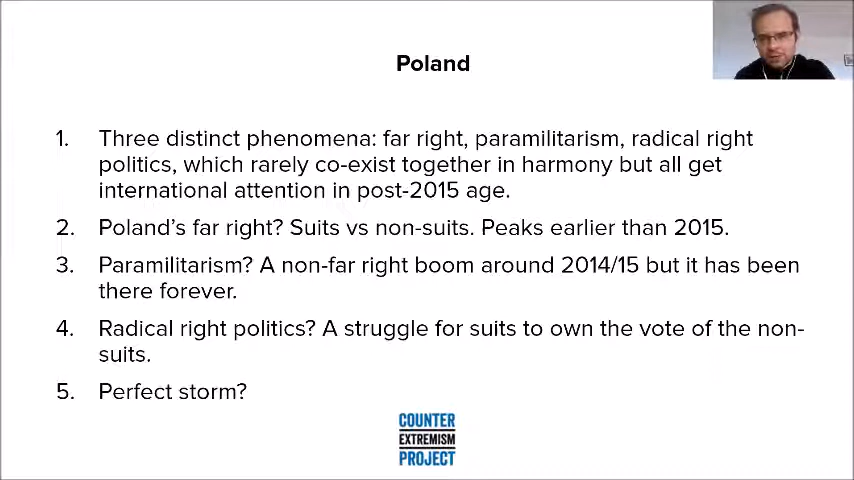 Poland
1. Three distinct phenomena: far right, paramilitarism, radical right
politics, which rarely co-exist together in harmony but all get
international attention in post-2015 age.
2. Poland's far right? Suits vs non-suits. Peaks earlier than 2015.
3. Paramilitarism? A non-far right boom around 2014/15 but it has been
there forever.
4. Radical right politics? A struggle for suits to own the vote of the non-
suits.
5. Perfect storm?
COUNTER
EXTREMISM
PROJECT